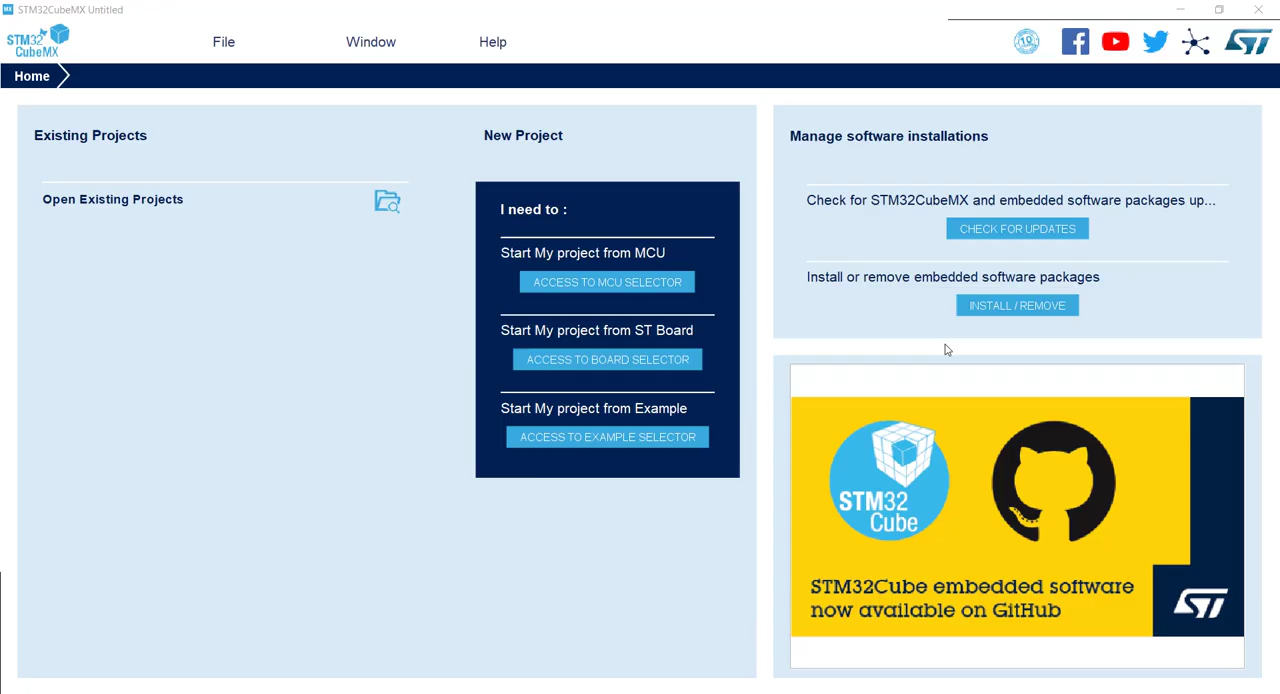 MX STM32CubeMX Untitled
STM32
CubeMX
File
Window
Help
10
Home
Existing Projects
Open Existing Projects
New Project
I need to :
Start My project from MCU
ACCESS TO MCU SELECTOR
Start My project from ST Board
ACCESS TO BOARD SELECTOR
Start My project from Example
ACCESS TO EXAMPLE SELECTOR
Manage software installations
Check for STM32CubeMX and embedded software packages up...
CHECK FOR UPDATES
Install or remove embedded software packages
INSTALL / REMOVE
STM32
Cube
STM32Cube embedded software
now available on GitHub
ST